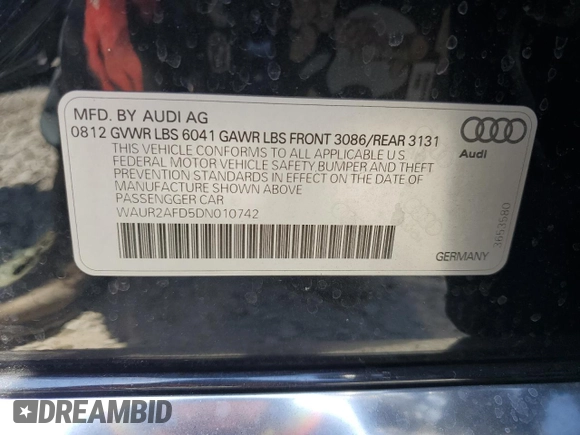 MFD. BY AUDI AG
0812 GVWR LBS 6041 GAWR LBS FRONT 3086/REAR 3131
THIS VEHICLE CONFORMS TO ALL APPLICABLE U S
FEDERAL MOTOR VEHICLE SAFETY BUMPER AND THEFT
PREVENTION STANDARDS IN EFFECT ON THE DATE OF
MANUFACTURE SHOWN ABOVE
PASSENGER CAR
WAUR2AFD5DN010742
Audi
3653580
GERMANY
DREAMBID